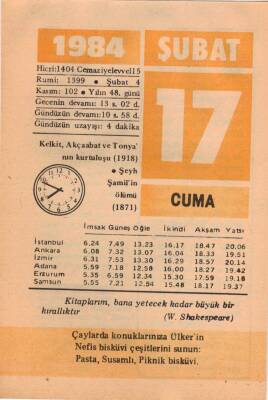 1984 ŞUBAT
Hicri:1404 Cemaziyelevvel15
Rumi: 1399 • Şubat 4
Kasım: 102 • Yılın 48. günü
Gecenin devamı: 13 s. 02 d.
Gündüzün devamı: 10 s. 58 d.
Gündüzün uzayışı: 4 dakika
17
Kelkit, Akçaabat ve Tonya'
nın kurtuluşu (1918)
• Şeyh
Şamil'in
ölümü
(1871)
CUMA
İmsak Güneş Öğle İkindi Akşam Yatsı
İstanbul 6.24 7.49 13.23 16.17 18.47 20.06
Ankara 6.08 7.32 13.07 16.04 18.33 19.51
İzmir 6.31 7.53 13.30 16.29 18.57 20.14
Adana 5.59 7.18 12.58 16.00 18.27 19.42
Erzurum 5.35 6.59 12.34 15.30 17.59 19.18
Samsun 5.55 7.21 12.54 15.48 18.17 19.37
Kitaplarım, bana yetecek kadar büyük bir
kırallıktır
(W. Shakespeare)
Çaylarda konuklarınıza Ülker'in
Nefis bisküvi çeşitlerini sunun:
Pasta, Susamlı, Piknik bisküvi.